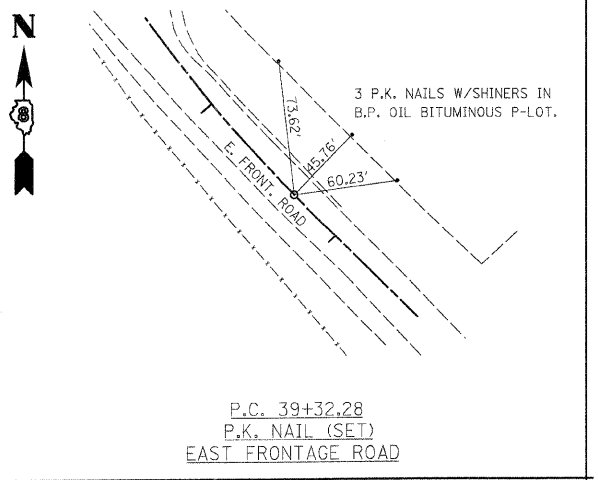 N
8
3 P.K. NAILS W/SHINERS IN
B.P. OIL BITUMINOUS P-LOT.
73.62'
45.76'
60.23'
E. FRONT. ROAD
P.C. 39+32.28
P.K. NAIL (SET)
EAST FRONTAGE ROAD